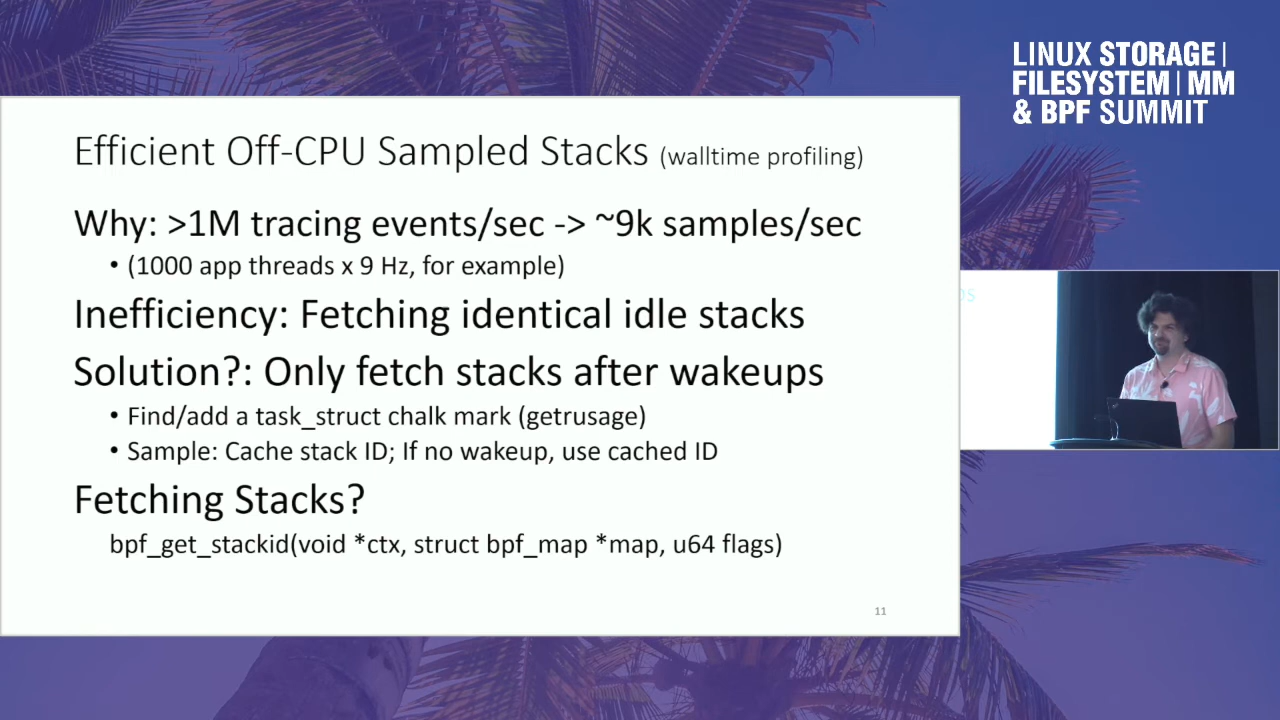 LINUX STORAGE |
FILESYSTEM | MM
& BPF SUMMIT
Efficient Off-CPU Sampled Stacks (walltime profiling)
Why: >1M tracing events/sec -> ~9k samples/sec
• (1000 app threads x 9 Hz, for example)
Inefficiency: Fetching identical idle stacks
Solution?: Only fetch stacks after wakeups
• Find/add a task_struct chalk mark (getrusage)
• Sample: Cache stack ID; If no wakeup, use cached ID
Fetching Stacks?
bpf_get_stackid(void *ctx, struct bpf_map *map, u64 flags)
11